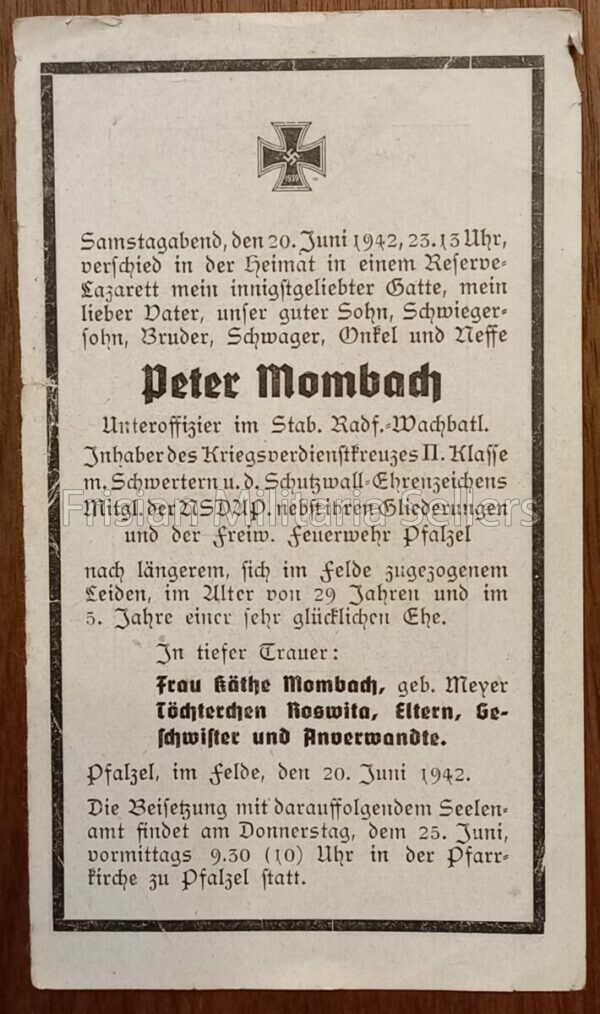 1939
Samstagabend, den 20. Juni 1942, 23.13 Uhr,
verschied in der Heimat in einem Reserve-
Lazarett mein innigstgeliebter Gatte, mein
lieber Vater, unser guter Sohn, Schwieger-
sohn, Bruder, Schwager, Onkel und Neffe
Peter Mombach
Unteroffizier im Stab. Radf.-Wachbatl.
Inhaber des Kriegsverdienstkreuzes II. Klasse
m. Schwertern u. d. Schutzwall-Ehrenzeichens
Mitgl. der NSDAP. nebst ihren Gliederungen
Frisian Militaria Sellers
und der Freiw. Feuerwehr Pfalzel
nach längerem, sich im Felde zugezogenem
Leiden, im Alter von 29 Jahren und im
5. Jahre einer sehr glücklichen Ehe.
In tiefer Trauer:
Frau Käthe Mombach, geb. Meyer
Töchterchen Roswita, Eltern, Ge-
schwister und Anverwandte.
Pfalzel, im Felde, den 20. Juni 1942.
Die Beisetzung mit darauffolgendem Seelen-
amt findet am Donnerstag, dem 25. Juni,
vormittags 9.30 (10) Uhr in der Pfarr-
kirche zu Pfalzel statt.